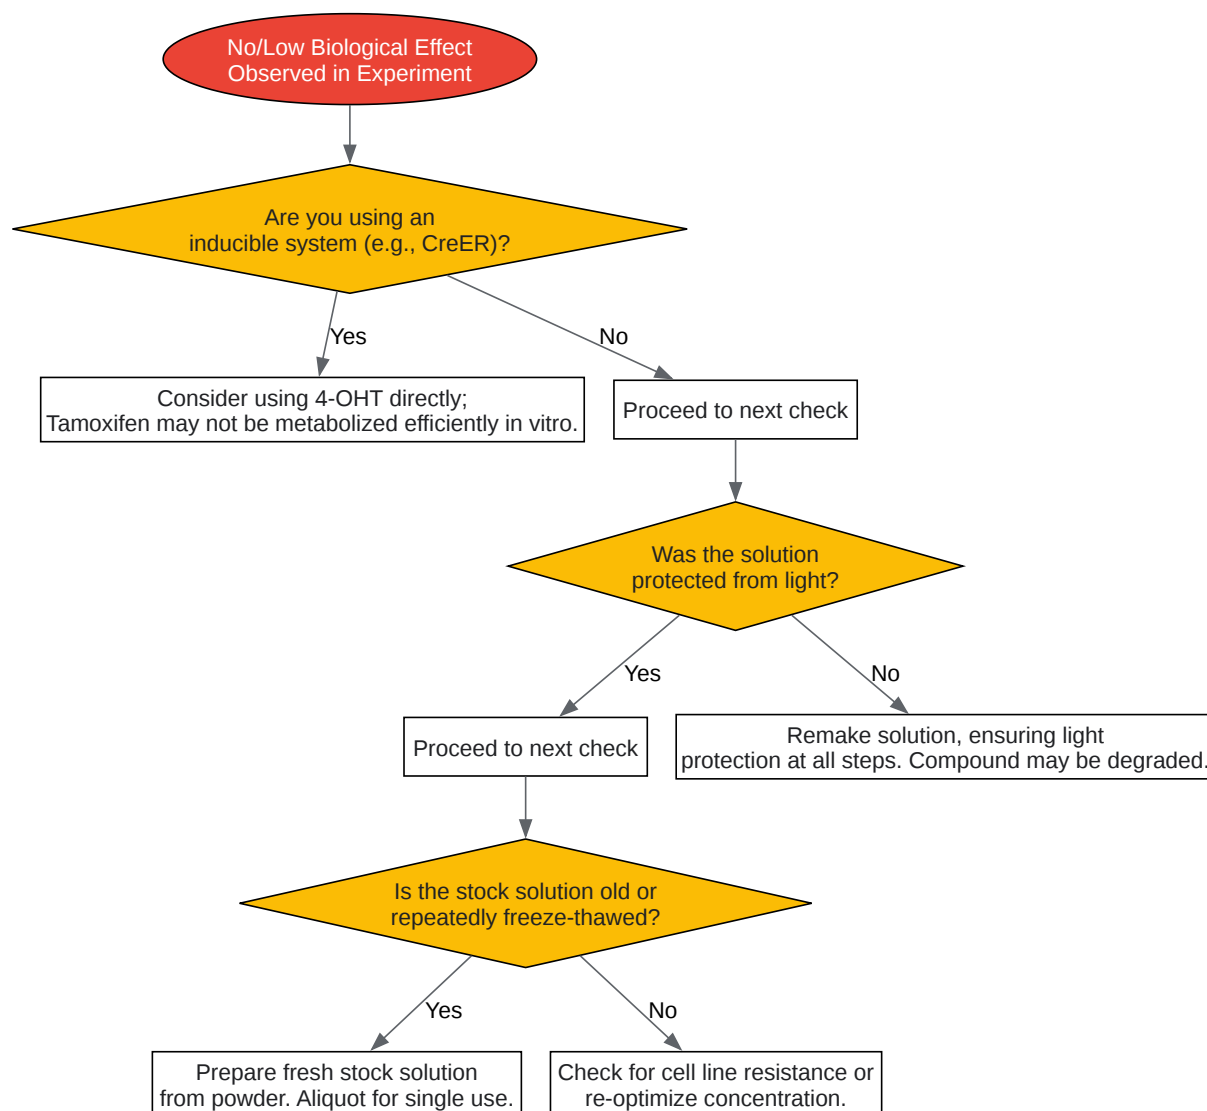 No/Low Biological Effect
Observed in Experiment
Are you using an
inducible system (e.g., CreER)?
Yes
No
Consider using 4-OHT directly;
Tamoxifen may not be metabolized efficiently in vitro.
Proceed to next check
Was the solution
protected from light?
Yes
No
Proceed to next check
Remake solution, ensuring light
protection at all steps. Compound may be degraded.
Is the stock solution old or
repeatedly freeze-thawed?
Yes
No
Prepare fresh stock solution
from powder. Aliquot for single use.
Check for cell line resistance or
re-optimize concentration.